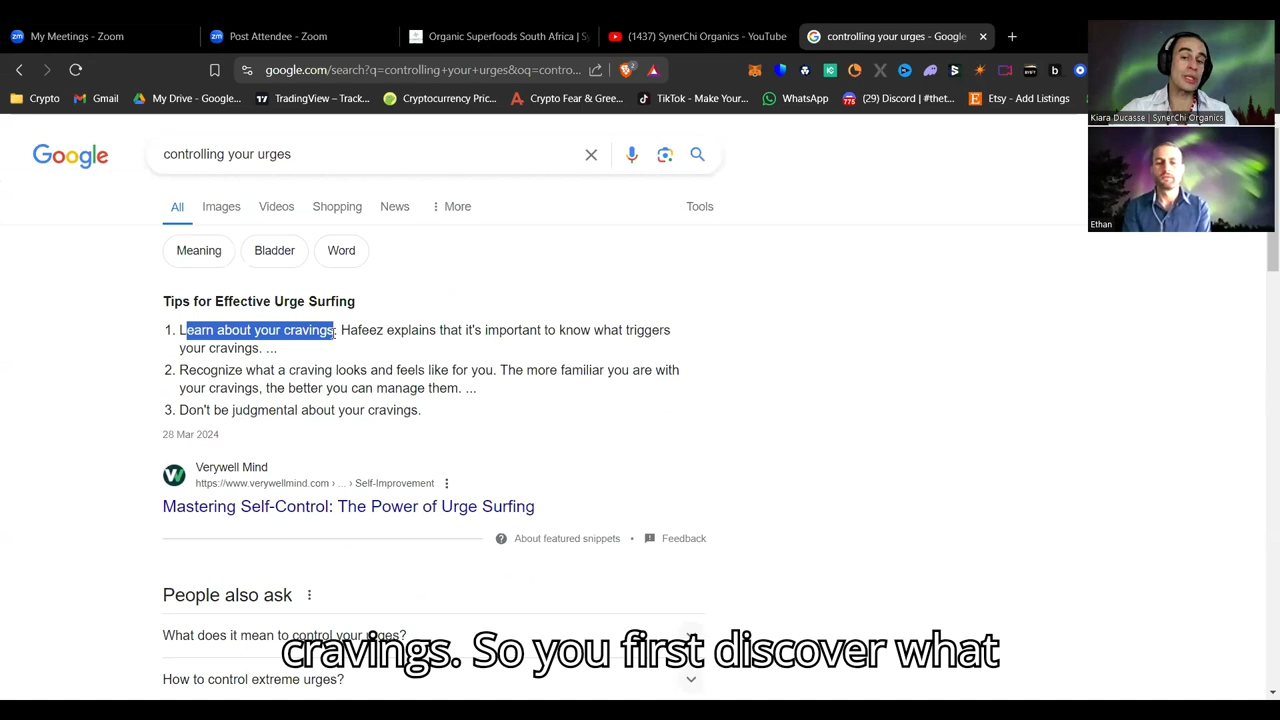 My Meetings - Zoom
Post Attendee - Zoom
Organic Superfoods South Africa | S
(1437) SynerChi Organics - YouTube
controlling your urges - Google
google.com/search?q=controlling+your+urges&oq=contro...
Crypto
Gmail
My Drive - Google...
TradingView – Track...
Cryptocurrency Pric...
Crypto Fear & Gree...
TikTok - Make Your...
WhatsApp
(29) Discord | #thet...
Etsy - Add Listings
Kiara Ducasse | SynerChi Organics
Ethan
Google
controlling your urges
All
Images
Videos
Shopping
News
More
Tools
Meaning
Bladder
Word
Tips for Effective Urge Surfing
1. Learn about your cravings: Hafeez explains that it's important to know what triggers
your cravings. ...
2. Recognize what a craving looks and feels like for you. The more familiar you are with
your cravings, the better you can manage them. ...
3. Don't be judgmental about your cravings.
28 Mar 2024
Verywell Mind
https://www.verywellmind.com › ... › Self-Improvement
Mastering Self-Control: The Power of Urge Surfing
About featured snippets
Feedback
People also ask
What does it mean to control your urges?
cravings. So you first discover what
How to control extreme urges?